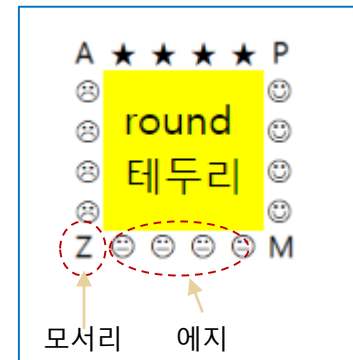 A ★ ★ ★ ★ P
☹ ☺
☹ round ☺
☹ 테두리 ☺
☹ ☺
Z 😐 😐 😐 😐 M
모서리 에지